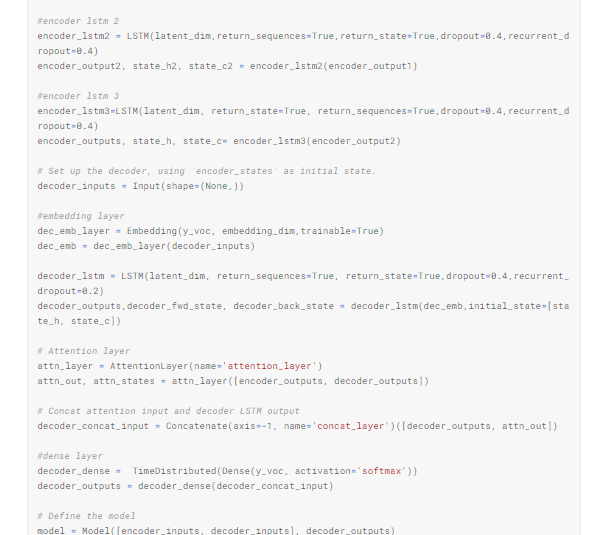 #encoder lstm 2
encoder_lstm2 = LSTM(latent_dim,return_sequences=True,return_state=True,dropout=0.4,recurrent_d
ropout=0.4)
encoder_output2, state_h2, state_c2 = encoder_lstm2(encoder_output1)
#encoder lstm 3
encoder_lstm3=LSTM(latent_dim, return_state=True, return_sequences=True,dropout=0.4,recurrent_d
ropout=0.4)
encoder_outputs, state_h, state_c= encoder_lstm3(encoder_output2)
# Set up the decoder, using `encoder_states` as initial state.
decoder_inputs = Input(shape=(None,))
#embedding layer
dec_emb_layer = Embedding(y_voc, embedding_dim,trainable=True)
dec_emb = dec_emb_layer(decoder_inputs)
decoder_lstm = LSTM(latent_dim, return_sequences=True, return_state=True,dropout=0.4,recurrent_
dropout=0.2)
decoder_outputs,decoder_fwd_state, decoder_back_state = decoder_lstm(dec_emb,initial_state=[sta
te_h, state_c])
# Attention layer
attn_layer = AttentionLayer(name='attention_layer')
attn_out, attn_states = attn_layer([encoder_outputs, decoder_outputs])
# Concat attention input and decoder LSTM output
decoder_concat_input = Concatenate(axis=-1, name='concat_layer')([decoder_outputs, attn_out])
#dense layer
decoder_dense =  TimeDistributed(Dense(y_voc, activation='softmax'))
decoder_outputs = decoder_dense(decoder_concat_input)
# Define the model
model = Model([encoder_inputs, decoder_inputs], decoder_outputs)